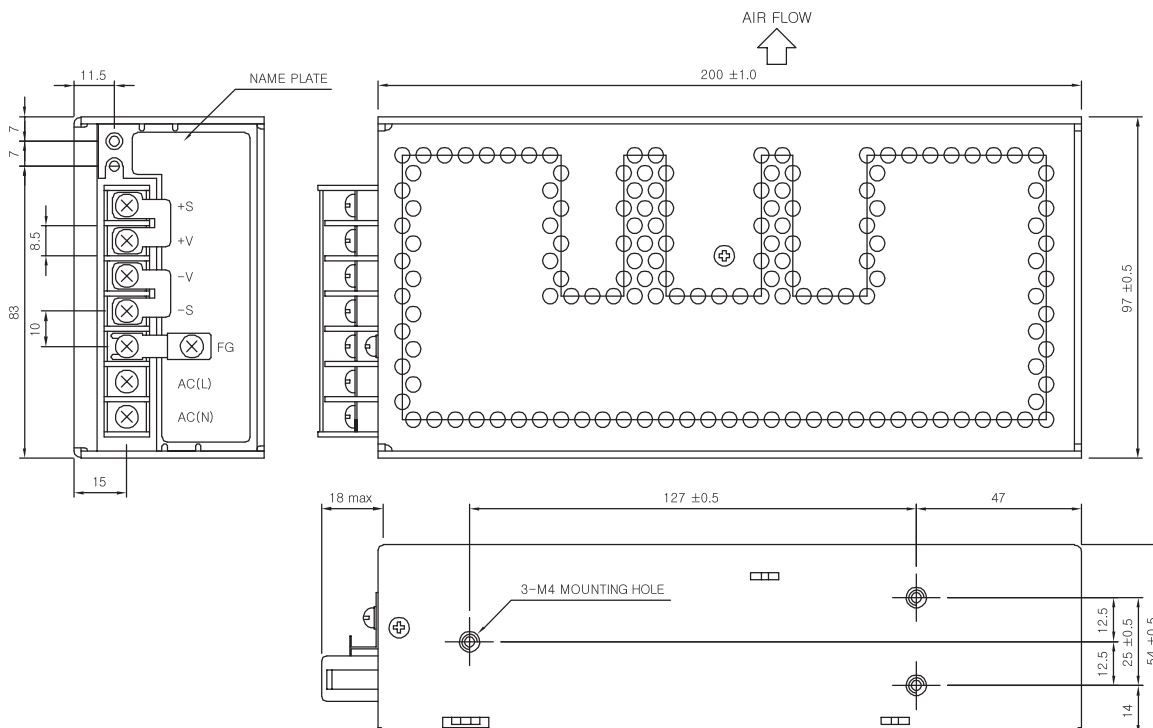 AIR FLOW
200 ±1.0
11.5
NAME PLATE
7
7
83
8.5
10
+S
+V
-V
-S
FG
AC(L)
AC(N)
15
97 ±0.5
18 max
127 ±0.5
47
3-M4 MOUNTING HOLE
12.5
12.5
25 ±0.5
54 ±0.5
14